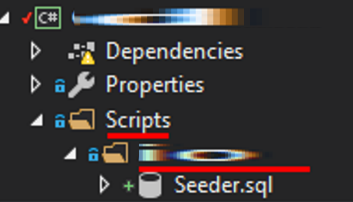 C#
Dependencies
Properties
Scripts
Seeder.sql